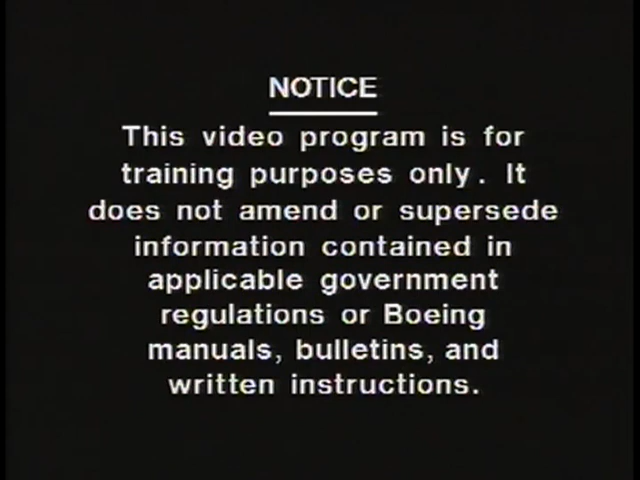 NOTICE
This video program is for
training purposes only. It
does not amend or supersede
information contained in
applicable government
regulations or Boeing
manuals, bulletins, and
written instructions.